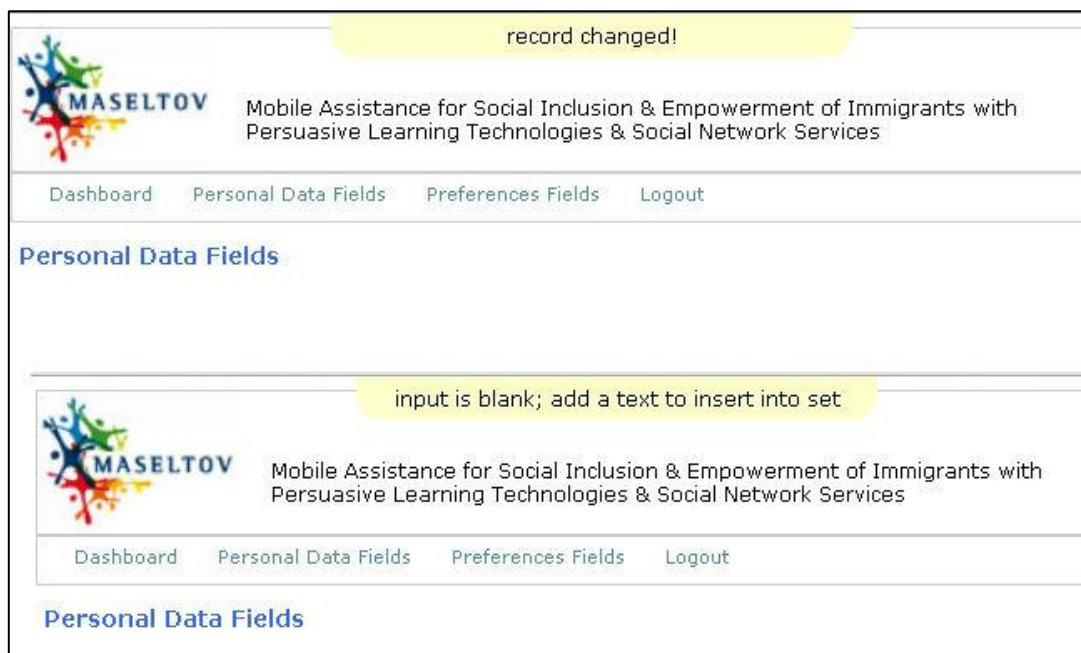 record changed!
MASELTOV
Mobile Assistance for Social Inclusion & Empowerment of Immigrants with
Persuasive Learning Technologies & Social Network Services
Dashboard Personal Data Fields Preferences Fields Logout
Personal Data Fields
input is blank; add a text to insert into set
MASELTOV
Mobile Assistance for Social Inclusion & Empowerment of Immigrants with
Persuasive Learning Technologies & Social Network Services
Dashboard Personal Data Fields Preferences Fields Logout
Personal Data Fields